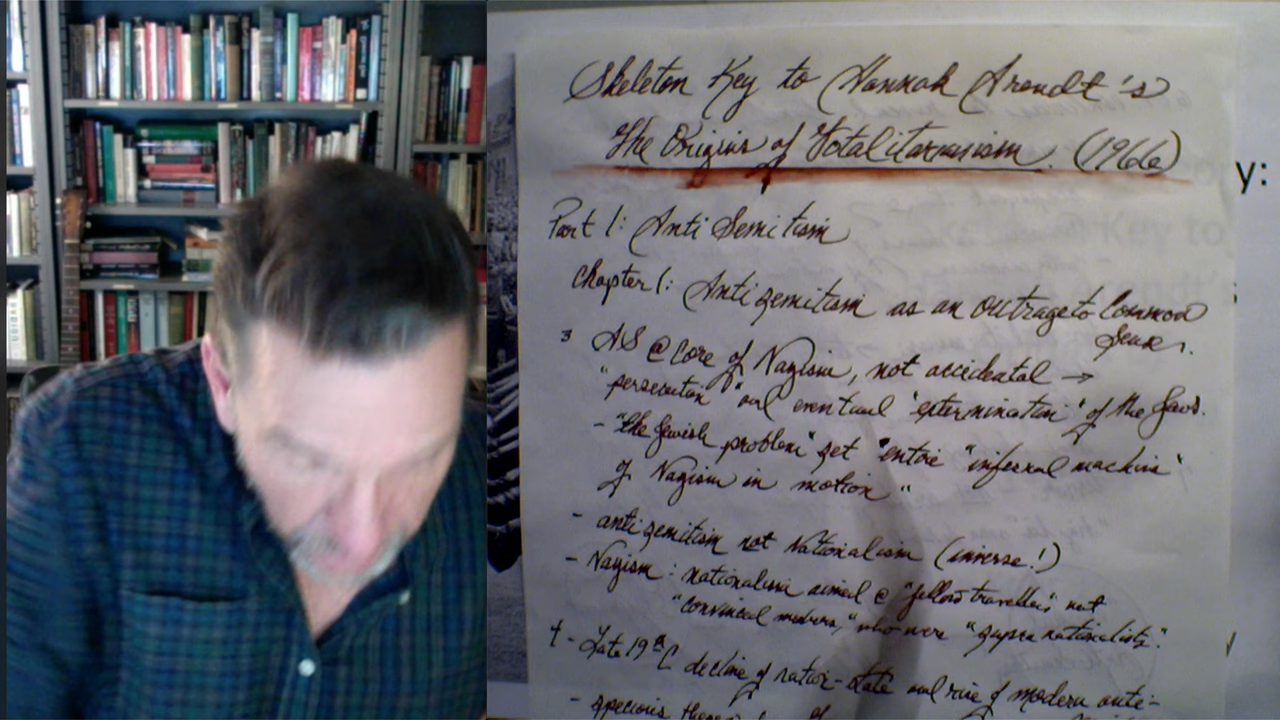 Skeleton Key to Hannah Arendt's
The Origins of Totalitarianism. (1966)
y:
Part 1: Anti Semitism
Chapter 1: Antisemitism as an Outrage to Common
Sense.
3 AS @ Core of Nazism, not accidental →
"persecution" and eventual "extermination" of the Jews.
- "the Jewish problem" set "entire "infernal machine"
of Nazism in motion"
- antisemitism not Nationalism (inverse!)
- Nazism: nationalism aimed @ "fellow travellers" not
"convinced members," who were "supra nationalists".
4 - Late 19th C decline of nation-state and rise of modern anti-
- specious